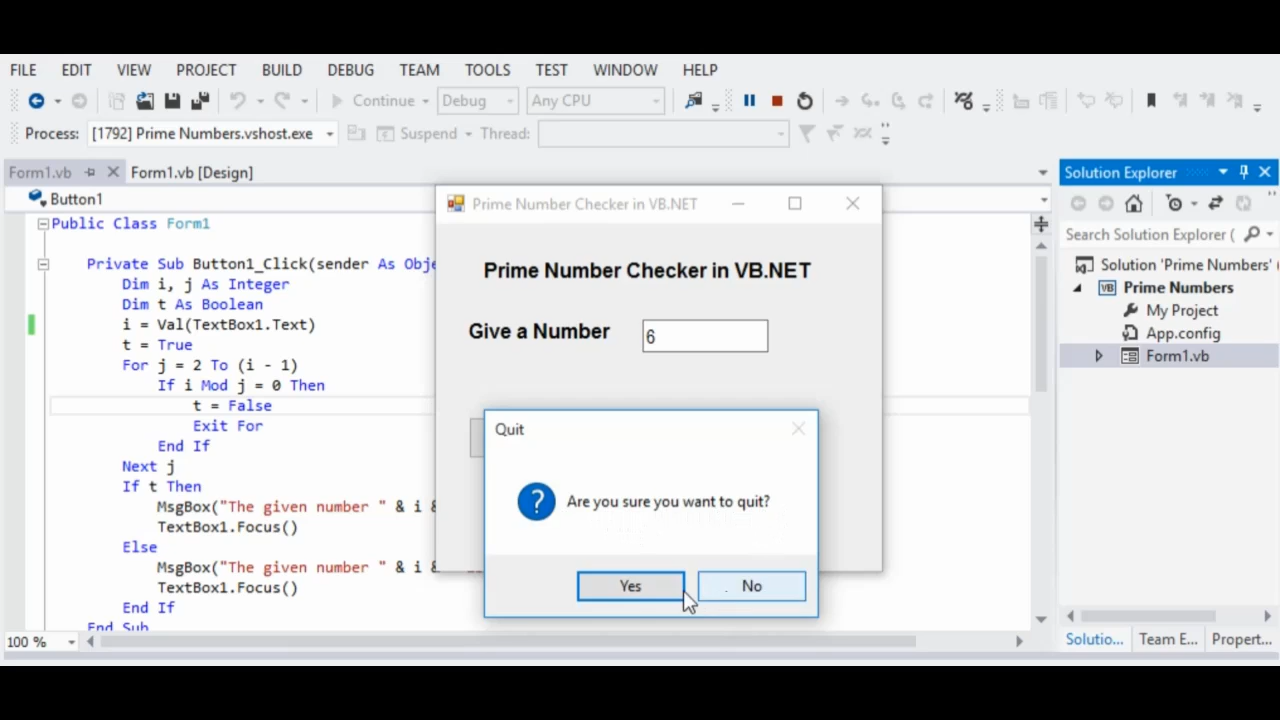 FILE EDIT VIEW PROJECT BUILD DEBUG TEAM TOOLS TEST WINDOW HELP
Continue Debug Any CPU
Process: [1792] Prime Numbers.vshost.exe Suspend Thread:
Form1.vb Form1.vb [Design]
Button1
Public Class Form1
Private Sub Button1_Click(sender As Obje
Dim i, j As Integer
Dim t As Boolean
i = Val(TextBox1.Text)
t = True
For j = 2 To (i - 1)
If i Mod j = 0 Then
t = False
Exit For
End If
Next j
If t Then
MsgBox("The given number " & i &
TextBox1.Focus()
Else
MsgBox("The given number " & i &
TextBox1.Focus()
End If
End Sub
100 %
Prime Number Checker in VB.NET
Prime Number Checker in VB.NET
Give a Number 6
Quit
Are you sure you want to quit?
Yes No
Solution Explorer
Search Solution Explorer (
Solution 'Prime Numbers' (
VB Prime Numbers
My Project
App.config
Form1.vb
Solutio... Team E... Propert...